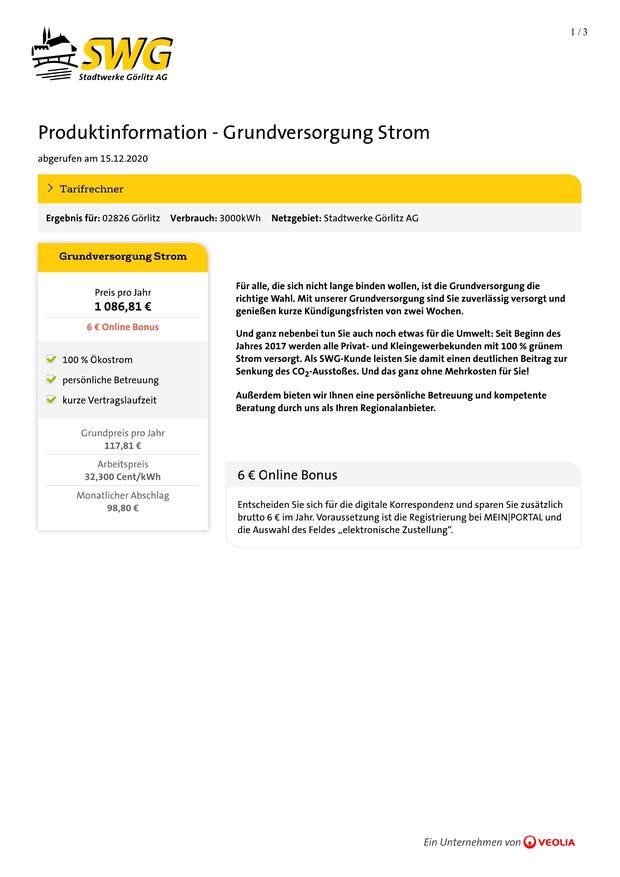 1 / 3
SWG
Stadtwerke Görlitz AG
Produktinformation - Grundversorgung Strom
abgerufen am 15.12.2020
Tarifrechner
Ergebnis für: 02826 Görlitz Verbrauch: 3000kWh Netzgebiet: Stadtwerke Görlitz AG
Grundversorgung Strom
Preis pro Jahr
1 086,81 €
6 € Online Bonus
100 % Ökostrom
persönliche Betreuung
kurze Vertragslaufzeit
Grundpreis pro Jahr
117,81 €
Arbeitspreis
32,300 Cent/kWh
Monatlicher Abschlag
98,80 €
Für alle, die sich nicht lange binden wollen, ist die Grundversorgung die
richtige Wahl. Mit unserer Grundversorgung sind Sie zuverlässig versorgt und
genießen kurze Kündigungsfristen von zwei Wochen.
Und ganz nebenbei tun Sie auch noch etwas für die Umwelt: Seit Beginn des
Jahres 2017 werden alle Privat- und Kleingewerbekunden mit 100 % grünem
Strom versorgt. Als SWG-Kunde leisten Sie damit einen deutlichen Beitrag zur
Senkung des CO2-Ausstoßes. Und das ganz ohne Mehrkosten für Sie!
Außerdem bieten wir Ihnen eine persönliche Betreuung und kompetente
Beratung durch uns als Ihren Regionalanbieter.
6 € Online Bonus
Entscheiden Sie sich für die digitale Korrespondenz und sparen Sie zusätzlich
brutto 6 € im Jahr. Voraussetzung ist die Registrierung bei MEIN|PORTAL und
die Auswahl des Feldes „elektronische Zustellung“.
Ein Unternehmen von VEOLIA